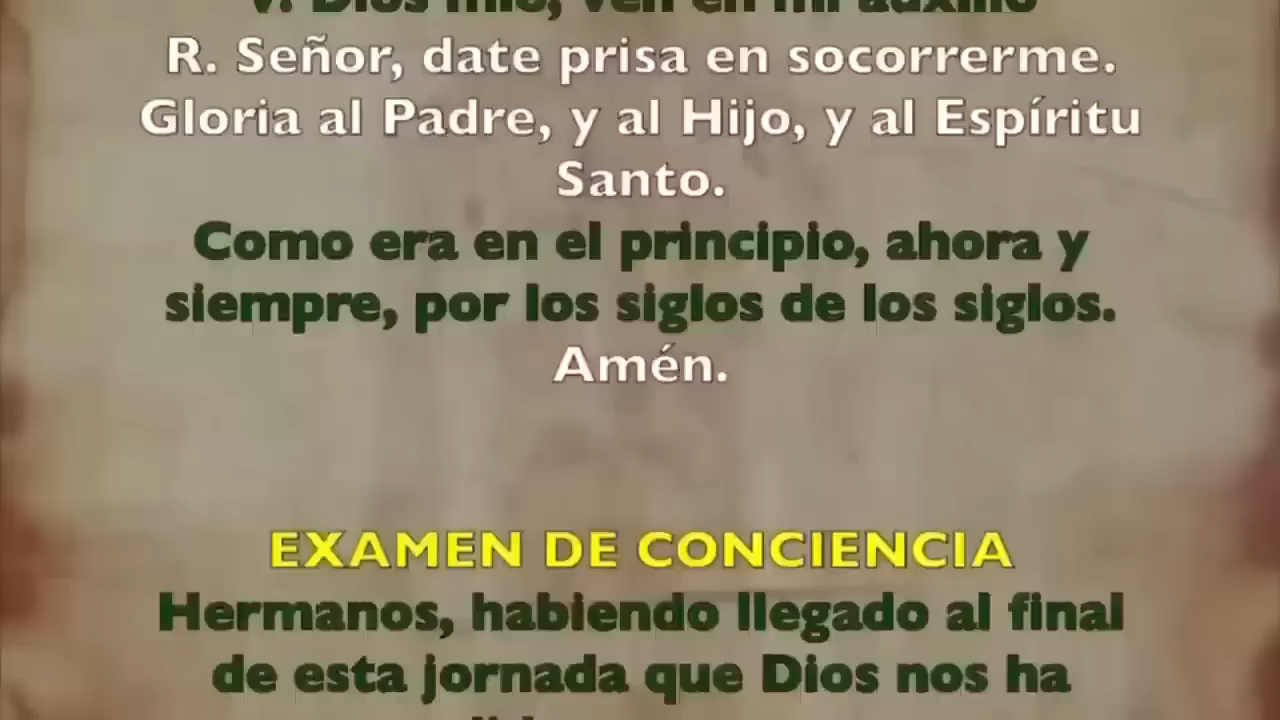 V. Dios mío, ven en mi auxilio
R. Señor, date prisa en socorrerme.
Gloria al Padre, y al Hijo, y al Espíritu
Santo.
Como era en el principio, ahora y
siempre, por los siglos de los siglos.
Amén.
EXAMEN DE CONCIENCIA
Hermanos, habiendo llegado al final
de esta jornada que Dios nos ha